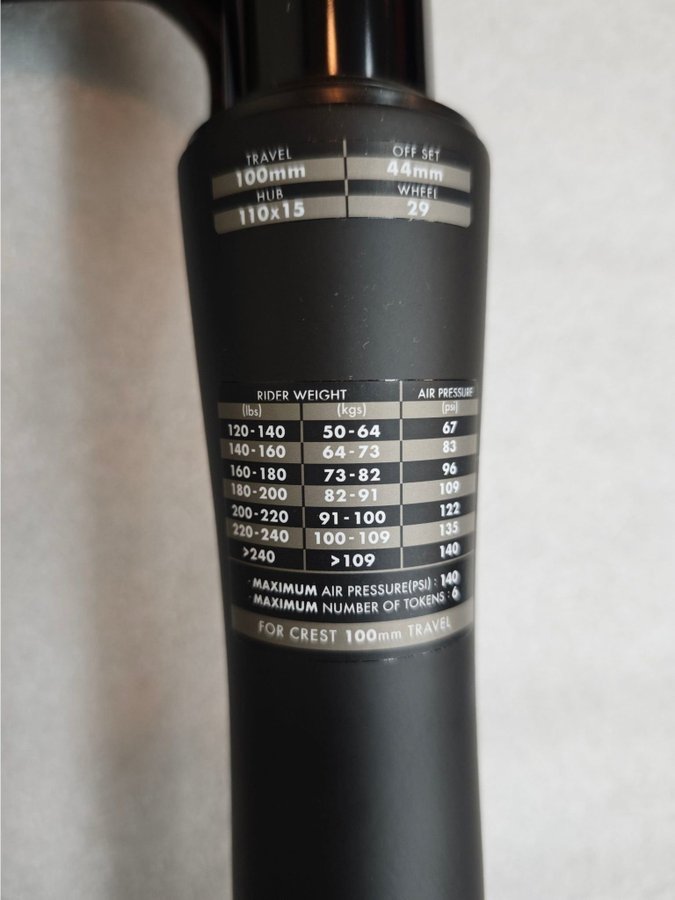 TRAVEL OFF SET
100mm 44mm
HUB WHEEL
110x15 29
RIDER WEIGHT AIR PRESSURE
(lbs) (kgs) (psi)
120-140 50-64 67
140-160 64-73 83
160-180 73-82 96
180-200 82-91 109
200-220 91-100 122
220-240 100-109 135
>240 >109 140
· MAXIMUM AIR PRESSURE(PSI) : 140
· MAXIMUM NUMBER OF TOKENS : 6
FOR CREST 100mm TRAVEL